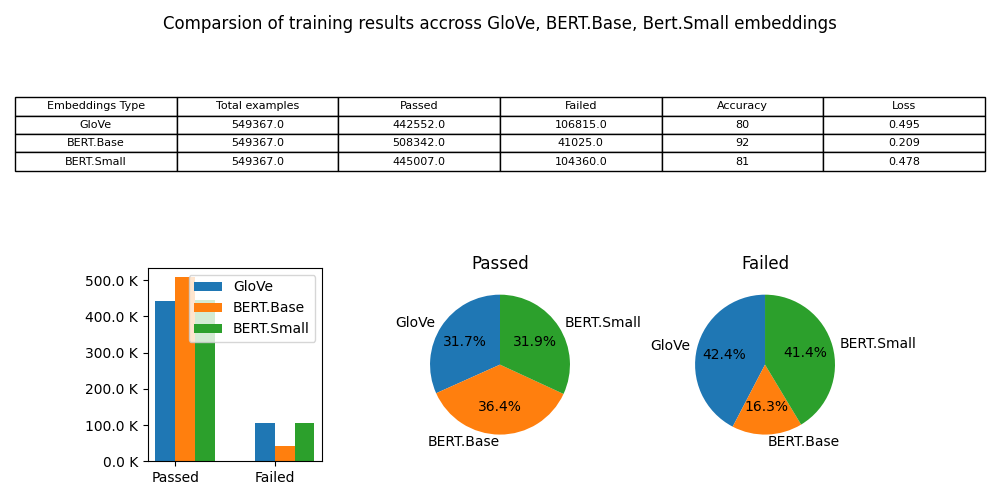 Comparsion of training results accross GloVe, BERT.Base, Bert.Small embeddings
Embeddings Type Total examples Passed Failed Accuracy Loss
GloVe 549367.0 442552.0 106815.0 80 0.495
BERT.Base 549367.0 508342.0 41025.0 92 0.209
BERT.Small 549367.0 445007.0 104360.0 81 0.478
500.0 K
400.0 K
300.0 K
200.0 K
100.0 K
0.0 K
Passed Failed
GloVe
BERT.Base
BERT.Small
Passed
GloVe
BERT.Small
31.7%
31.9%
36.4%
BERT.Base
Failed
GloVe
BERT.Small
42.4%
41.4%
16.3%
BERT.Base